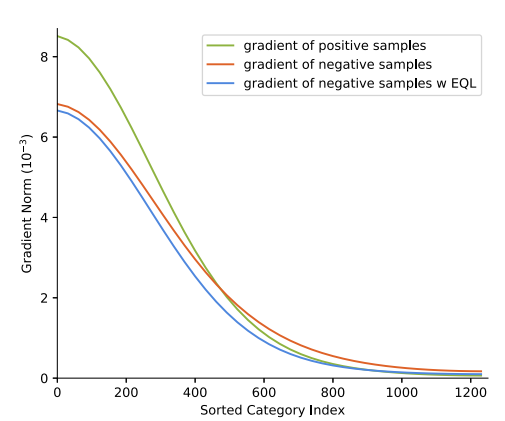 gradient of positive samples
gradient of negative samples
gradient of negative samples w EQL
Gradient Norm (10⁻³)
8
6
4
2
0
0 200 400 600 800 1000 1200
Sorted Category Index